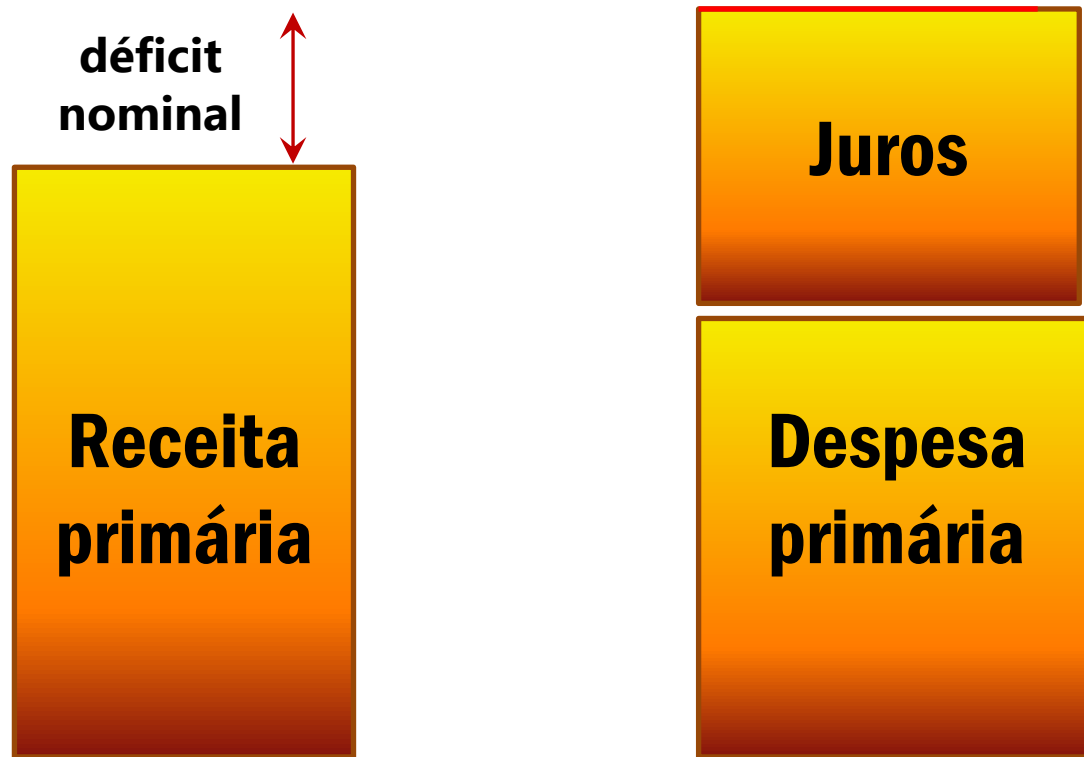 déficit
nominal
Juros
Receita
primária
Despesa
primária